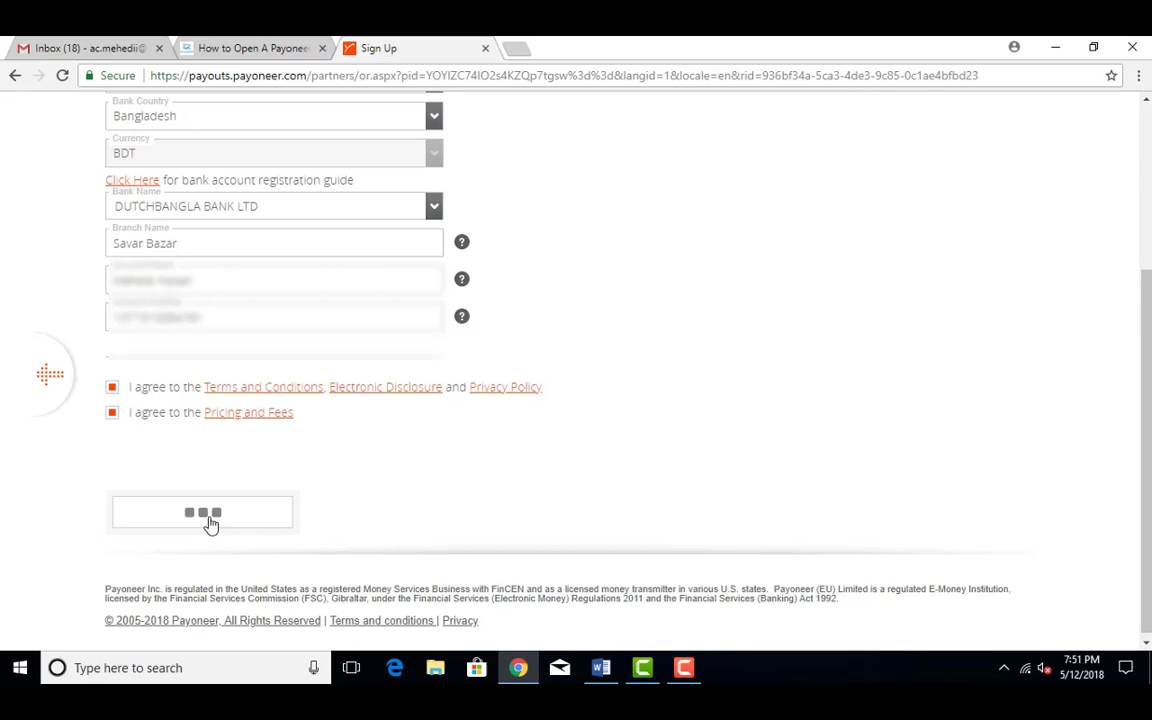 Inbox (18) - ac.mehedii@
How to Open A Payonee
Sign Up
Secure
https://payouts.payoneer.com/partners/or.aspx?pid=YOYIZC74IO2s4KZQp7tgsw%3d%3d&langid=1&locale=en&rid=936bf34a-5ca3-4de3-9c85-0c1ae4bfbd23
Bank Country
Bangladesh
Currency
BDT
Click Here for bank account registration guide
Bank Name
DUTCHBANGLA BANK LTD
Branch Name
Savar Bazar
I agree to the Terms and Conditions, Electronic Disclosure and Privacy Policy
I agree to the Pricing and Fees
Payoneer Inc. is regulated in the United States as a registered Money Services Business with FinCEN and as a licensed money transmitter in various U.S. states. Payoneer (EU) Limited is a regulated E-Money Institution,
licensed by the Financial Services Commission (FSC), Gibraltar, under the Financial Services (Electronic Money) Regulations 2011 and the Financial Services (Banking) Act 1992.
© 2005-2018 Payoneer, All Rights Reserved | Terms and conditions | Privacy
Type here to search
7:51 PM
5/12/2018